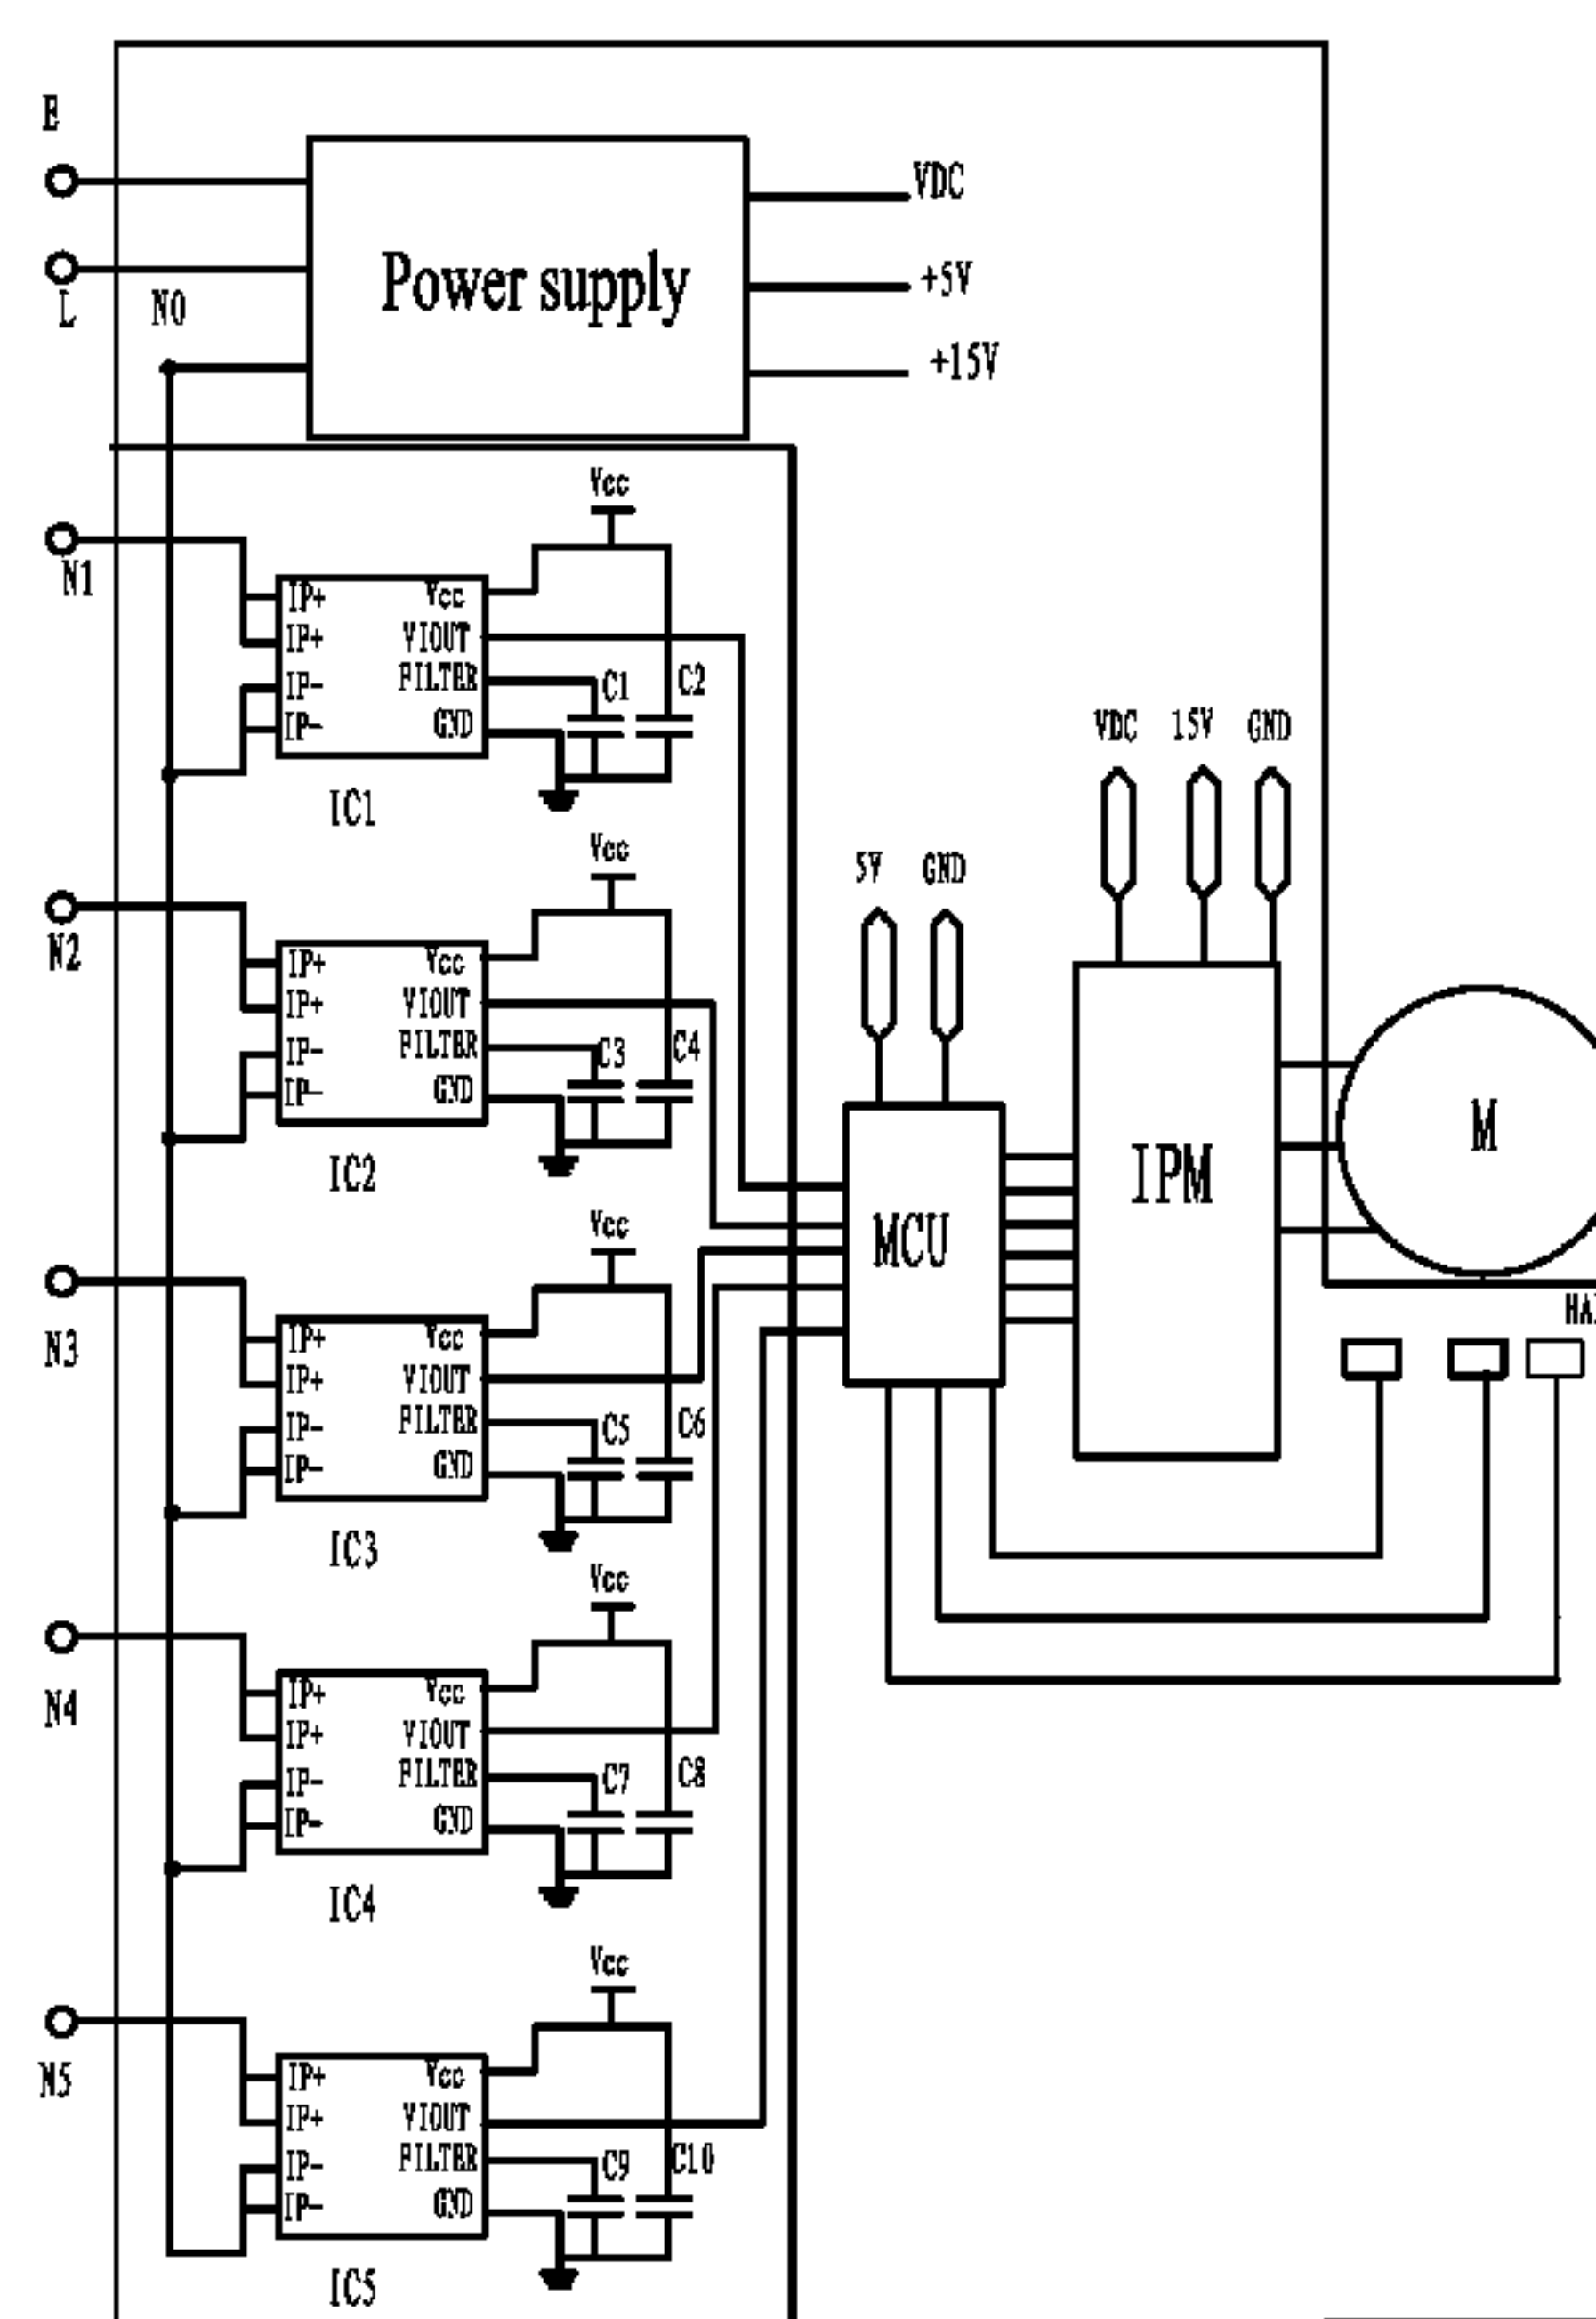 E
VDC
L
N0
Power supply
+5V
+15V
Vcc
N1
IP+ Vcc
IP+ VIOUT
IP- FILTER
IP- GND
C1 C2
IC1
VDC 15V GND
Vcc
5V GND
N2
IP+ Vcc
IP+ VIOUT
IP- FILTER
IP- GND
C3 C4
IC2
MCU
IPM
M
HA
Vcc
N3
IP+ Vcc
IP+ VIOUT
IP- FILTER
IP- GND
C5 C6
IC3
Vcc
N4
IP+ Vcc
IP+ VIOUT
IP- FILTER
IP- GND
C7 C8
IC4
Vcc
N5
IP+ Vcc
IP+ VIOUT
IP- FILTER
IP- GND
C9 C10
IC5